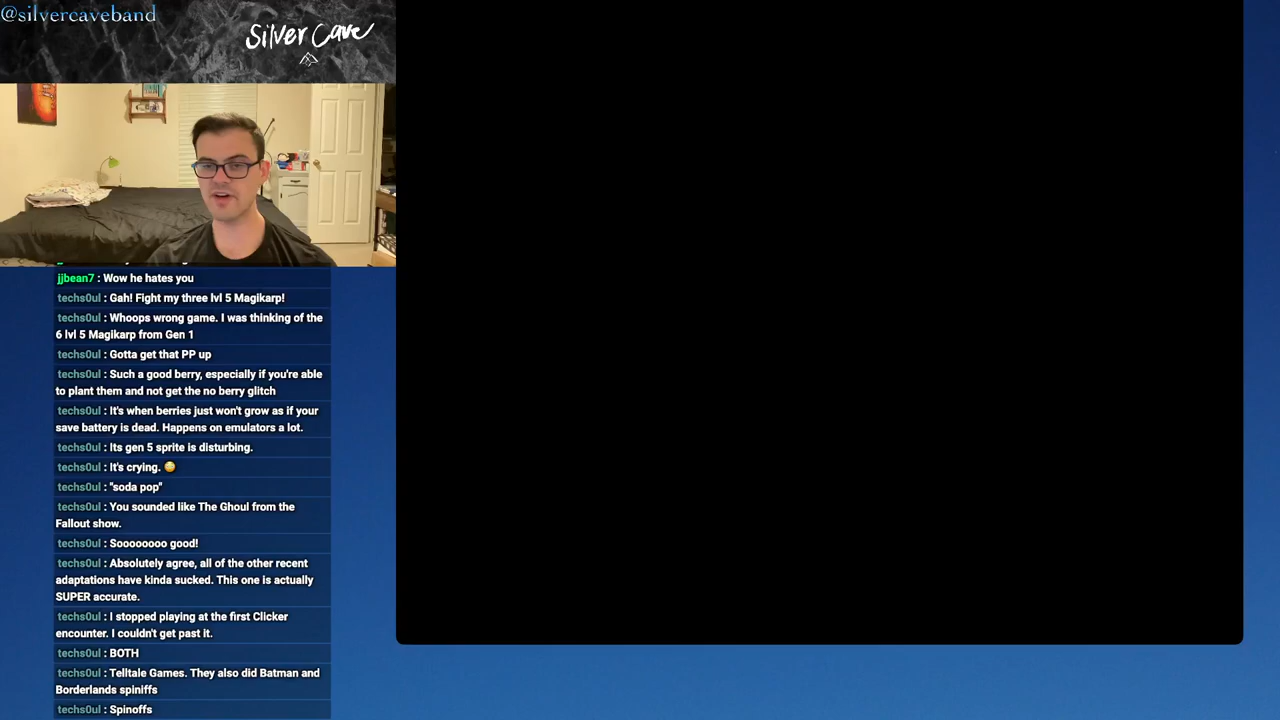 @silvercaveband
Silver Cave
jjbean7 : Wow he hates you
techs0ul : Gah! Fight my three lvl 5 Magikarp!
techs0ul : Whoops wrong game. I was thinking of the
6 lvl 5 Magikarp from Gen 1
techs0ul : Gotta get that PP up
techs0ul : Such a good berry, especially if you're able
to plant them and not get the no berry glitch
techs0ul : It's when berries just won't grow as if your
save battery is dead. Happens on emulators a lot.
techs0ul : Its gen 5 sprite is disturbing.
techs0ul : It's crying. 😳
techs0ul : "soda pop"
techs0ul : You sounded like The Ghoul from the
Fallout show.
techs0ul : Soooooooo good!
techs0ul : Absolutely agree, all of the other recent
adaptations have kinda sucked. This one is actually
SUPER accurate.
techs0ul : I stopped playing at the first Clicker
encounter. I couldn't get past it.
techs0ul : BOTH
techs0ul : Telltale Games. They also did Batman and
Borderlands spiniffs
techs0ul : Spinoffs